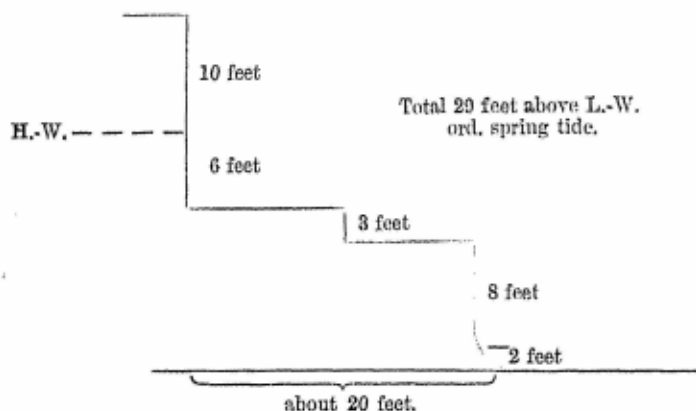 10 feet
Total 29 feet above L.-W.
ord. spring tide.
H.-W.
6 feet
3 feet
8 feet
2 feet
about 20 feet.